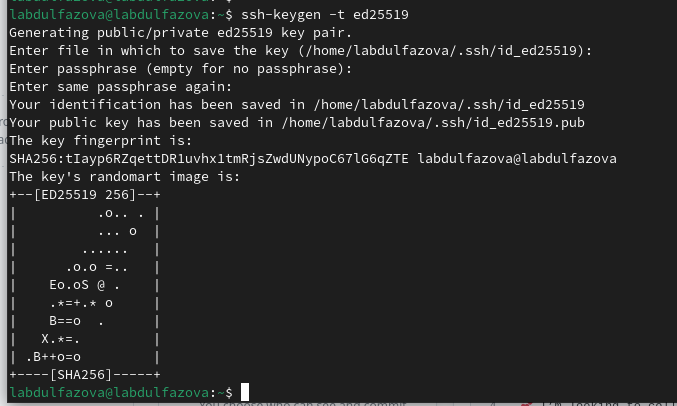 labdulfazova@labdulfazova:~$ ssh-keygen -t ed25519
Generating public/private ed25519 key pair.
Enter file in which to save the key (/home/labdulfazova/.ssh/id_ed25519):
Enter passphrase (empty for no passphrase):
Enter same passphrase again:
Your identification has been saved in /home/labdulfazova/.ssh/id_ed25519
Your public key has been saved in /home/labdulfazova/.ssh/id_ed25519.pub
The key fingerprint is:
SHA256:tIayp6RZqettDR1uvhx1tmRjsZwdUNypoC67lG6qZTE labdulfazova@labdulfazova
The key's randomart image is:
+--[ED25519 256]--+
|          .o.. . |
|          ... o  |
|        ......   |
|      .o.o =..   |
|    Eo.oS @ .    |
|    .*=+.* o     |
|    B==o  .      |
|   X.*=.         |
| .B++o=o         |
+----[SHA256]-----+
labdulfazova@labdulfazova:~$